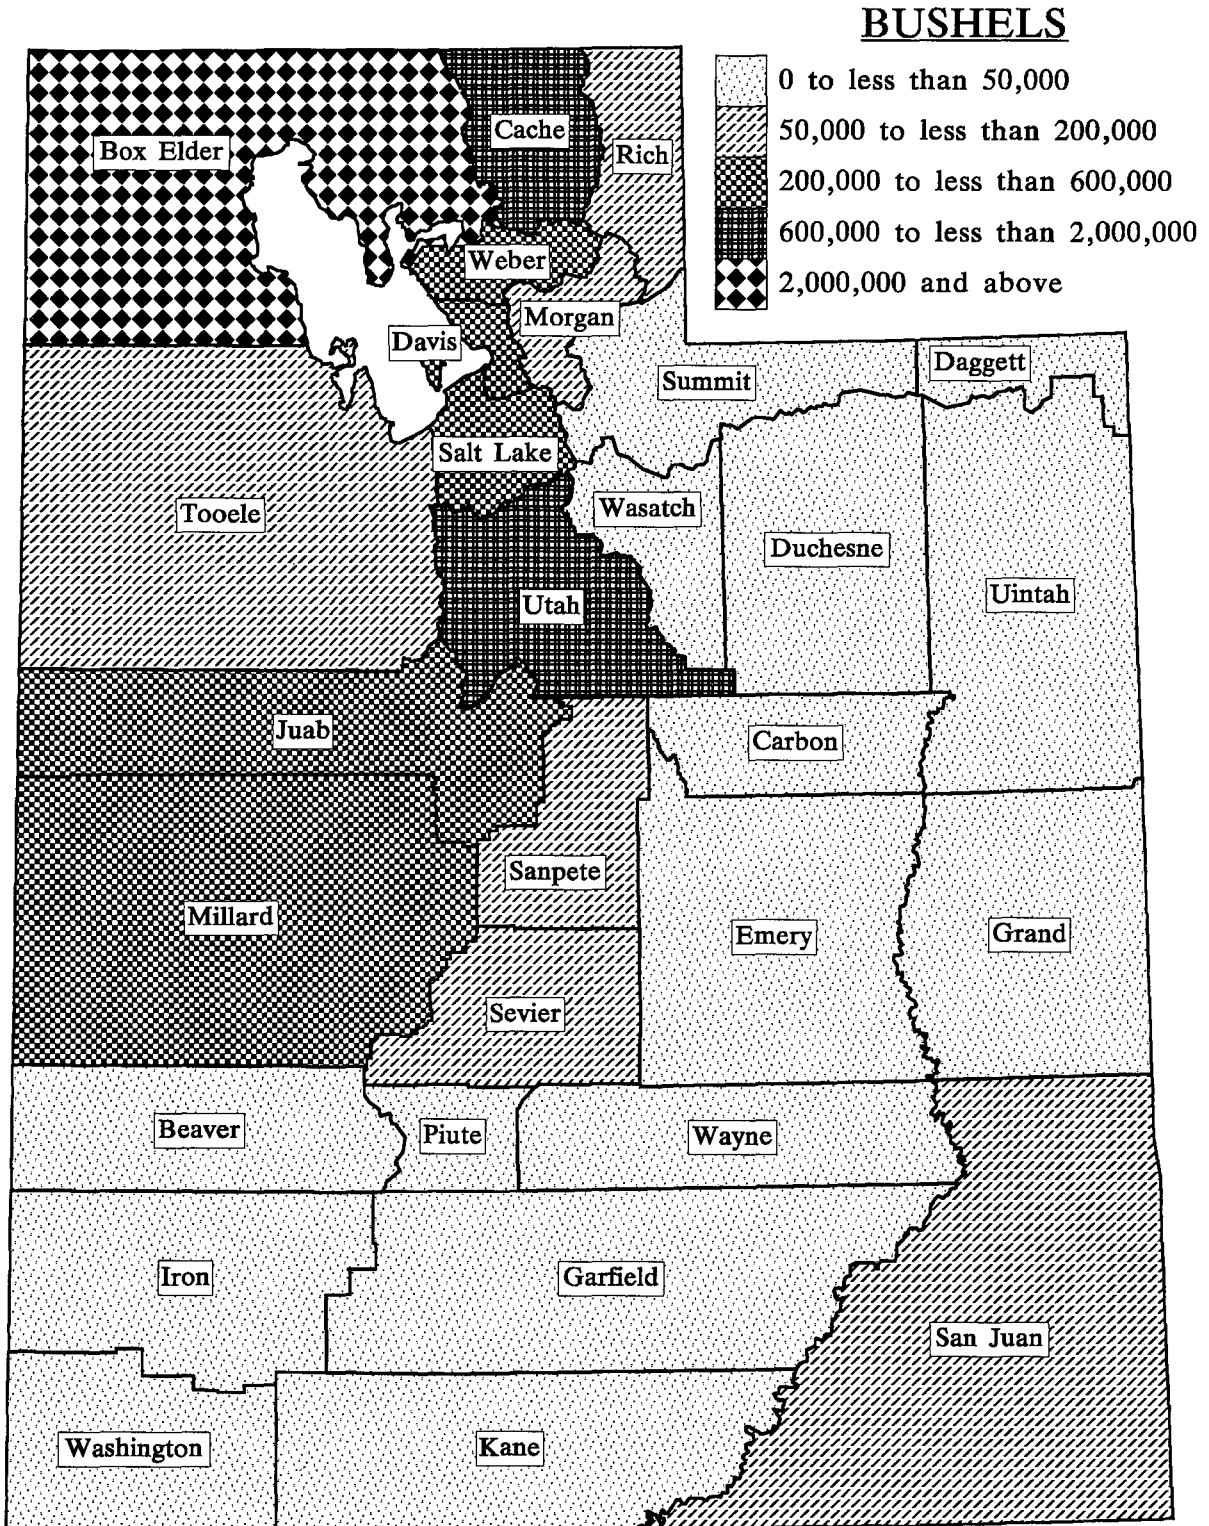 BUSHELS
0 to less than 50,000
50,000 to less than 200,000
200,000 to less than 600,000
600,000 to less than 2,000,000
2,000,000 and above
Cache
Box Elder
Rich
Weber
Morgan
Davis
Daggett
Summit
Salt Lake
Wasatch
Tooele
Duchesne
Uintah
Utah
Juab
Carbon
Sanpete
Millard
Emery
Grand
Sevier
Beaver
Piute
Wayne
Iron
Garfield
San Juan
Washington
Kane